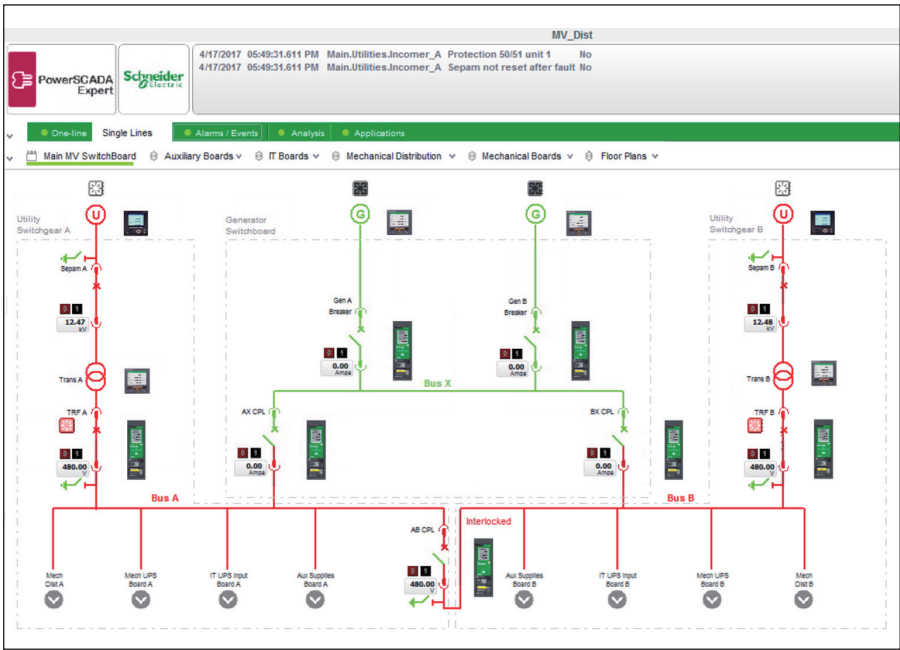 MV_Dist
4/17/2017 05:49:31.611 PM Main.Utilities.Incomer_A Protection 50/51 unit 1 No
4/17/2017 05:49:31.611 PM Main.Utilities.Incomer_A Sepam not reset after fault No
PowerSCADA
Expert
Schneider
Electric
One-line Single Lines Alarms / Events Analysis Applications
Main MV SwitchBoard Auxiliary Boards IT Boards Mechanical Distribution Mechanical Boards Floor Plans
U G G U
Utility
Switchgear A
Generator
Switchboard
Utility
Switchgear B
Sepam A
Sepam B
Gen A
Breaker
Gen B
Breaker
12.47
kV
12.48
kV
0.00
Amps
0.00
Amps
Trans A
Bus X
Trans B
TRF A
AX CPL
BX CPL
TRF B
480.00
V
0.00
Amps
0.00
Amps
480.00
V
Bus A
Bus B
AB CPL
Interlocked
480.00
V
Mech
Dist A
Mech UPS
Board A
IT UPS Input
Board A
Aux Supplies
Board A
Aux Supplies
Board B
IT UPS Input
Board B
Mech UPS
Board B
Mech
Dist B